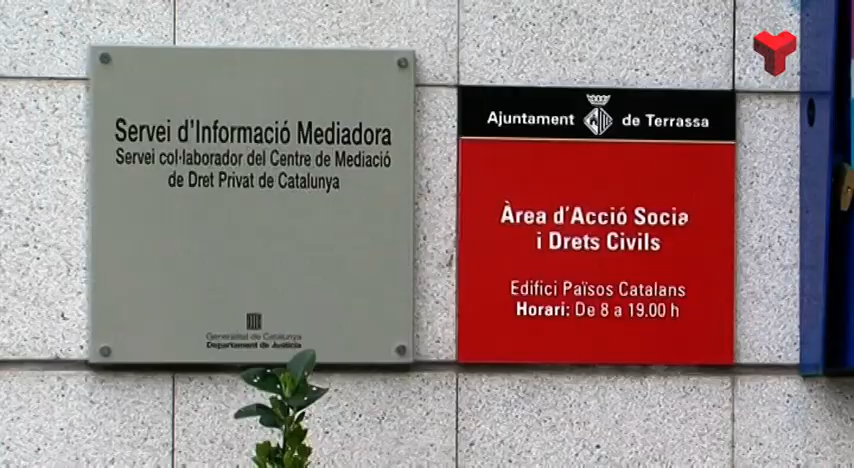 Servei d'Informació Mediadora
Servei col·laborador del Centre de Mediació
de Dret Privat de Catalunya
Generalitat de Catalunya
Departament de Justícia
Ajuntament de Terrassa
Àrea d'Acció Socia
i Drets Civils
Edifici Països Catalans
Horari: De 8 a 19.00 h